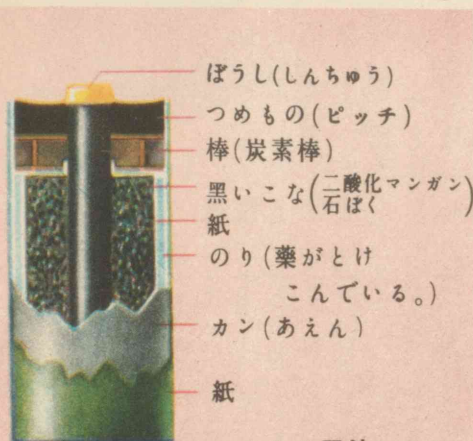 ぼうし(しんちゅう)
つめもの(ピッチ)
棒(炭素棒)
黒いこな(二酸化マンガン
石ぼく)
紙
のり(藥がとけ
こんでいる。)
カン(あえん)
紙